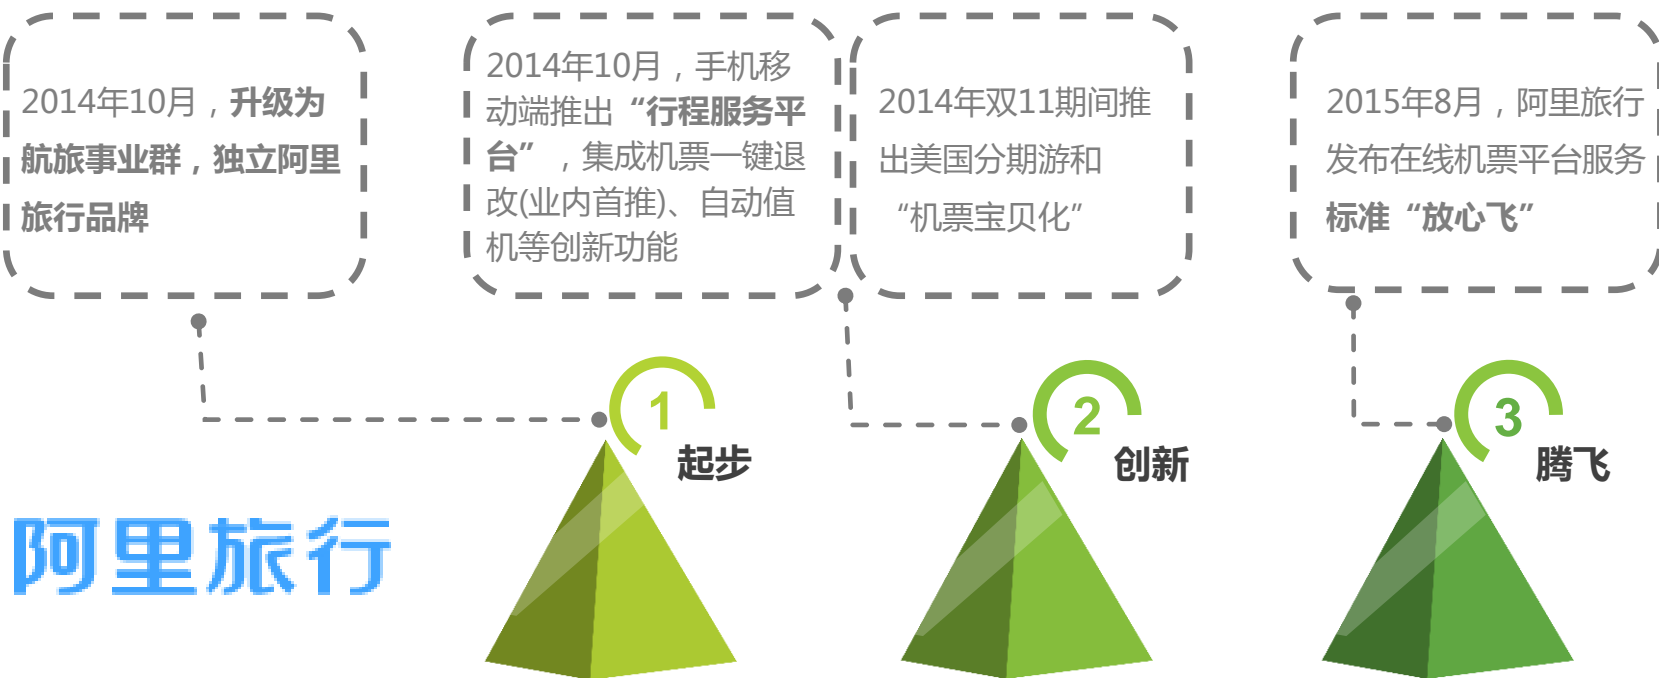 2014年10月，升级为
航旅事业群，独立阿里
旅行品牌
2014年10月，手机移
动端推出“行程服务平
台”，集成机票一键退
改(业内首推)、自动值
机等创新功能
2014年双11期间推
出美国分期游和
“机票宝贝化”
2015年8月，阿里旅行
发布在线机票平台服务
标准“放心飞”
1
起步
2
创新
3
腾飞
阿里旅行